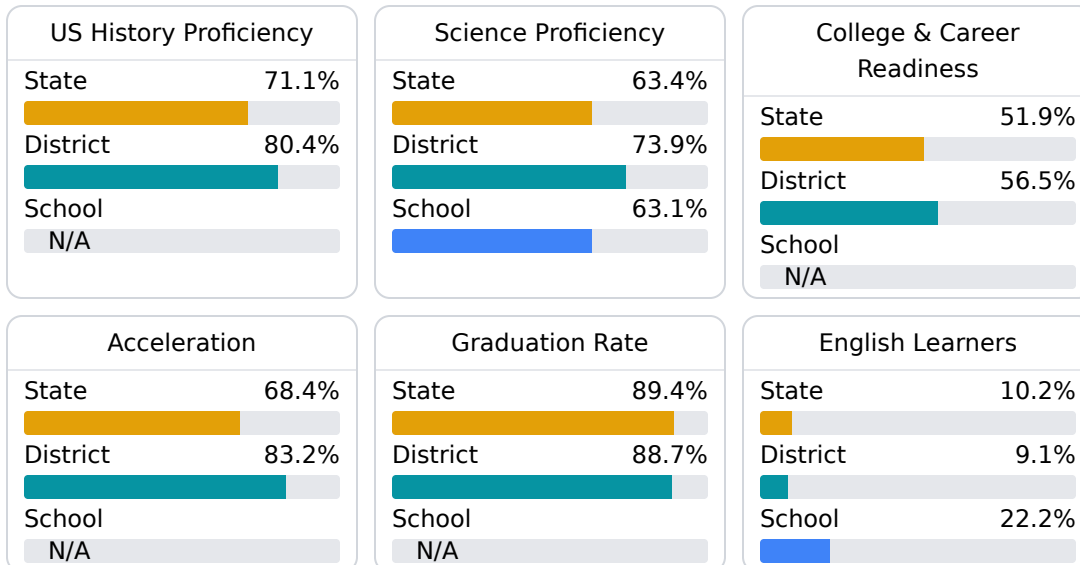 US History Proficiency
State 71.1%
District 80.4%
School
N/A
Science Proficiency
State 63.4%
District 73.9%
School 63.1%
College & Career
Readiness
State 51.9%
District 56.5%
School
N/A
Acceleration
State 68.4%
District 83.2%
School
N/A
Graduation Rate
State 89.4%
District 88.7%
School
N/A
English Learners
State 10.2%
District 9.1%
School 22.2%